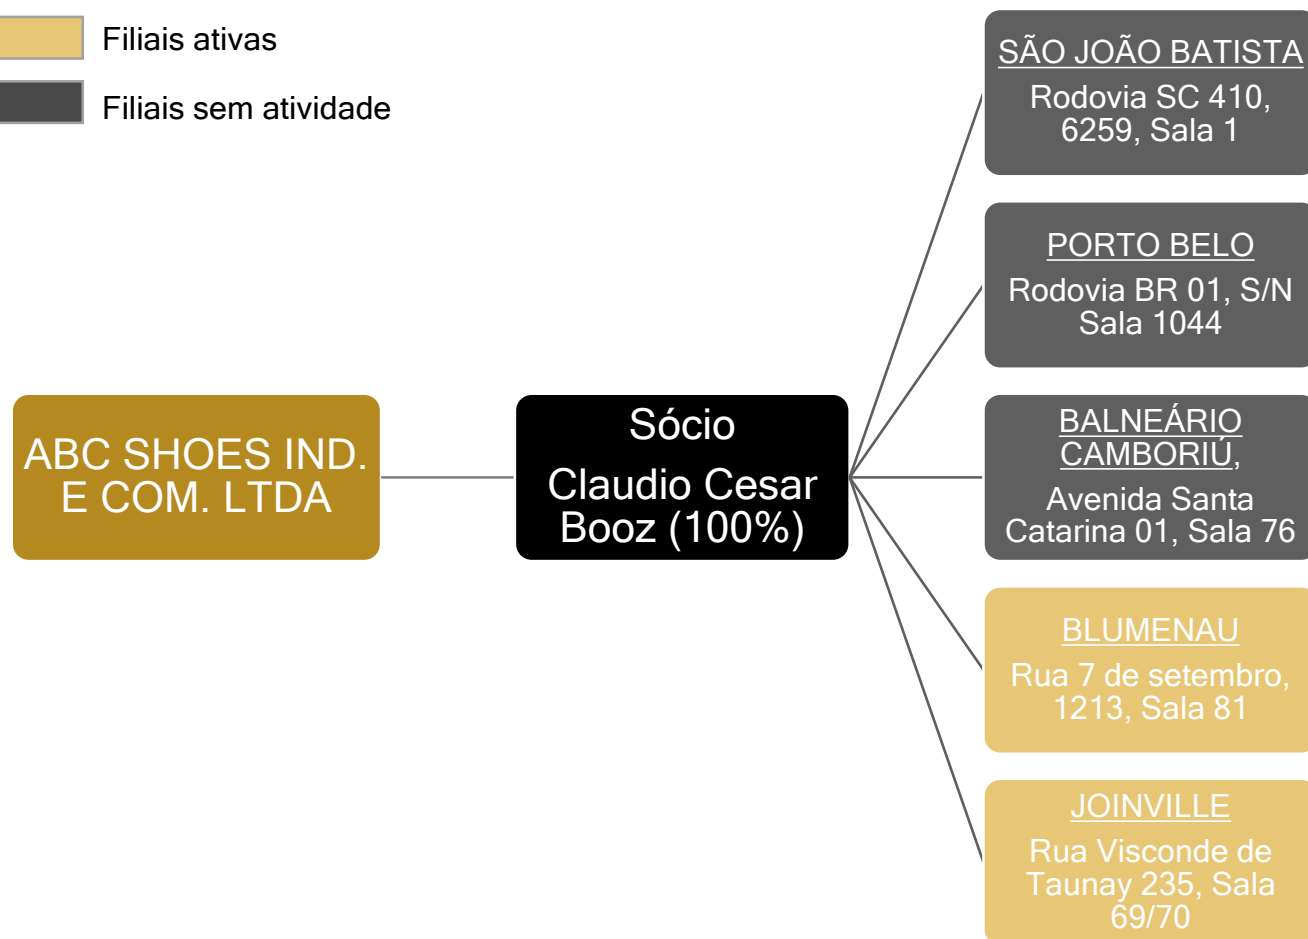 Filiais ativas
Filiais sem atividade
ABC SHOES IND.
E COM. LTDA
Sócio
Claudio Cesar
Booz (100%)
SÃO JOÃO BATISTA
Rodovia SC 410,
6259, Sala 1
PORTO BELO
Rodovia BR 01, S/N
Sala 1044
BALNEÁRIO
CAMBORIÚ,
Avenida Santa
Catarina 01, Sala 76
BLUMENAU
Rua 7 de setembro,
1213, Sala 81
JOINVILLE
Rua Visconde de
Taunay 235, Sala
69/70